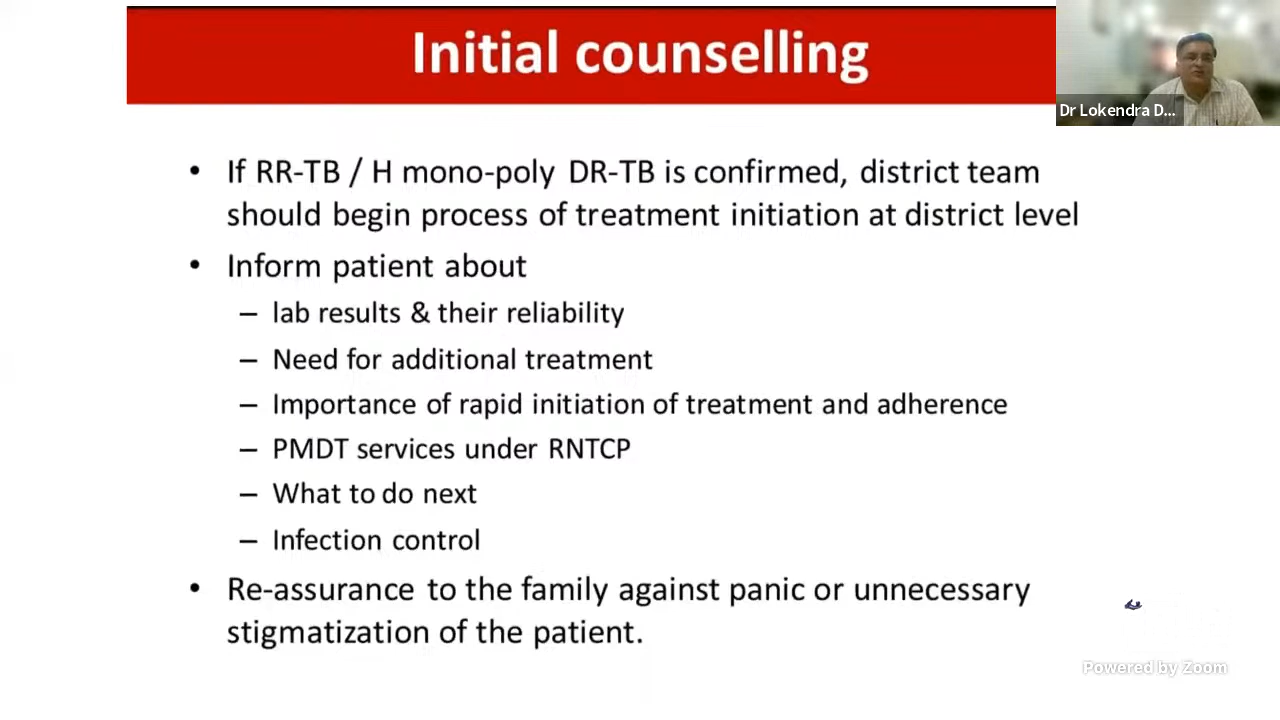 Initial counselling
Dr Lokendra D...
• If RR-TB / H mono-poly DR-TB is confirmed, district team
should begin process of treatment initiation at district level
• Inform patient about
– lab results & their reliability
– Need for additional treatment
– Importance of rapid initiation of treatment and adherence
– PMDT services under RNTCP
– What to do next
– Infection control
• Re-assurance to the family against panic or unnecessary
stigmatization of the patient.
Powered by Zoom